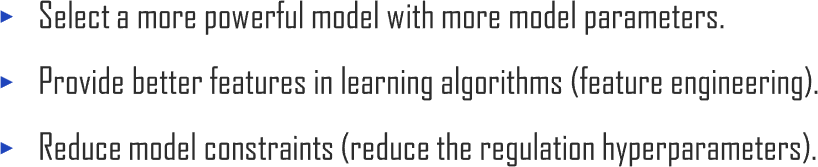 Select a more powerful model with more model parameters.
Provide better features in learning algorithms (feature engineering).
Reduce model constraints (reduce the regulation hyperparameters).